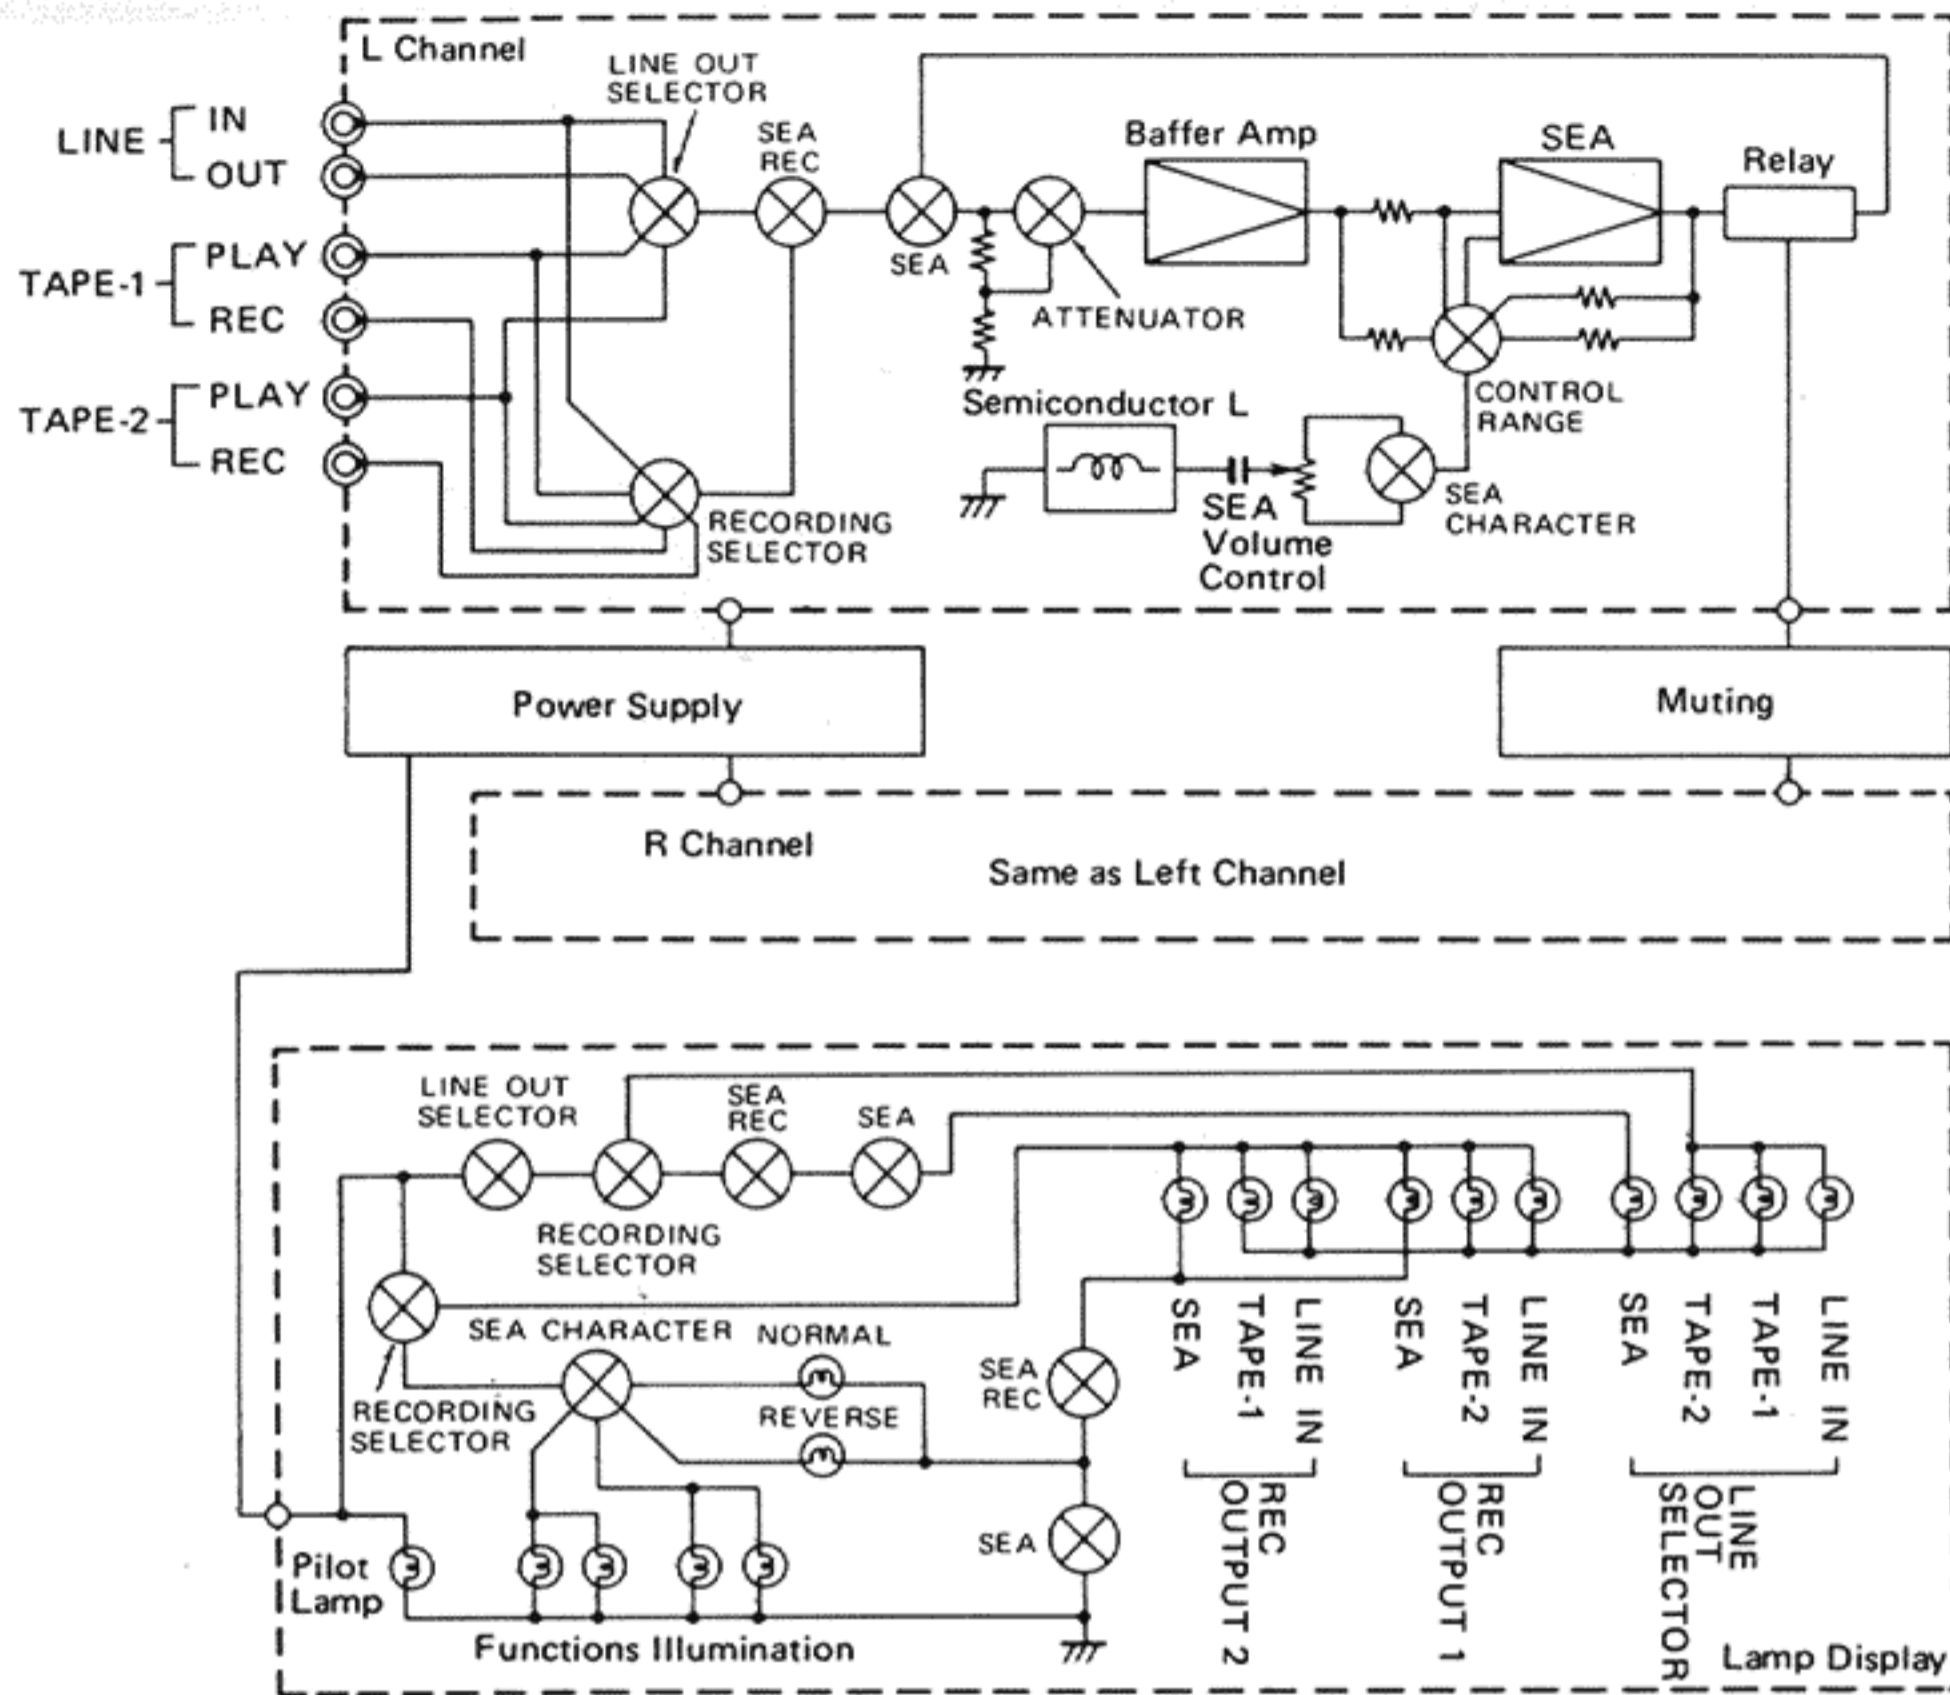 L Channel
LINE OUT
SELECTOR
SEA
REC
LINE
IN
OUT
Baffer Amp
SEA
Relay
TAPE-1
PLAY
REC
SEA
ATTENUATOR
TAPE-2
PLAY
REC
Semiconductor L
CONTROL
RANGE
RECORDING
SELECTOR
SEA
Volume
Control
SEA
CHARACTER
Power Supply
Muting
R Channel
Same as Left Channel
LINE OUT
SELECTOR
SEA
REC
SEA
RECORDING
SELECTOR
SEA CHARACTER
NORMAL
REVERSE
RECORDING
SELECTOR
SEA
REC
SEA
SEA
TAPE-1
LINE IN
REC
OUTPUT 2
SEA
TAPE-2
LINE IN
REC
OUTPUT 1
SEA
TAPE-2
TAPE-1
LINE IN
LINE
OUT
SELECTOR
Pilot
Lamp
Functions Illumination
Lamp Display